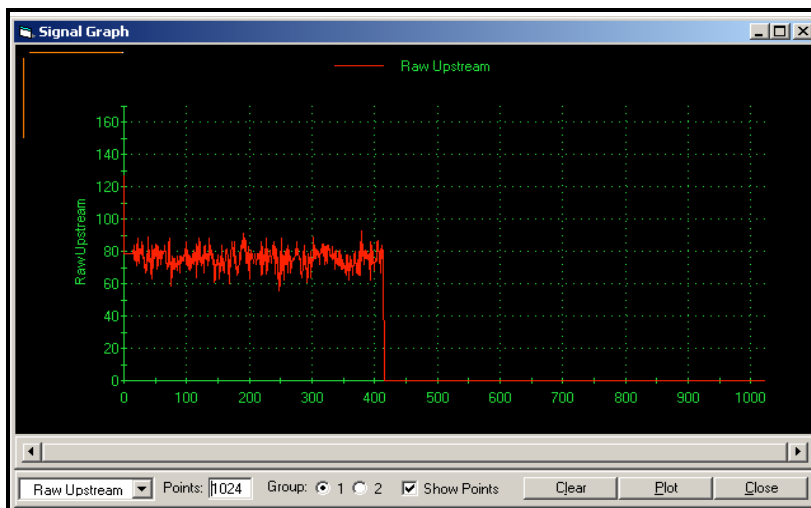 Signal Graph
Raw Upstream
160
140
120
100
80
60
40
20
0
Raw Upstream
0 100 200 300 400 500 600 700 800 900 1000
Raw Upstream Points: 1024 Group: 1 2 Show Points Clear Plot Close